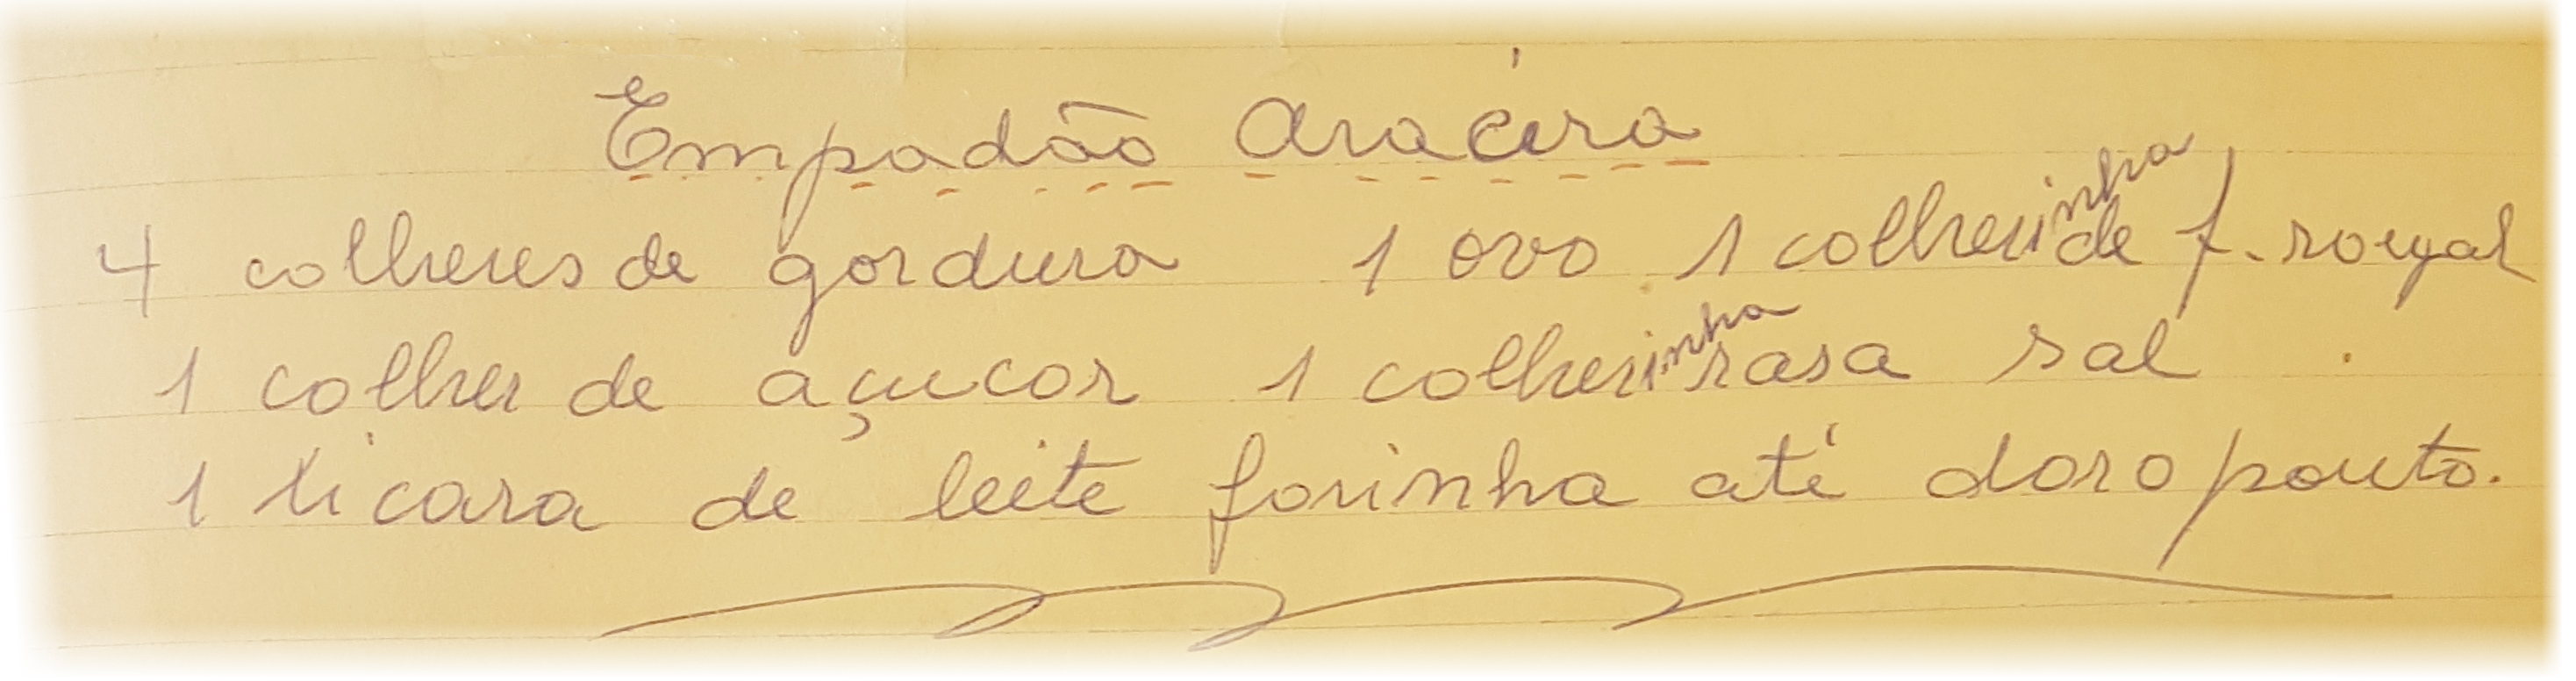 Empadão Aracira
4 colheres de gordura 1 ovo 1 colherinha de f. royal
1 colher de açucar 1 colherinha rasa sal
1 ticara de leite farinha até dar o ponto.